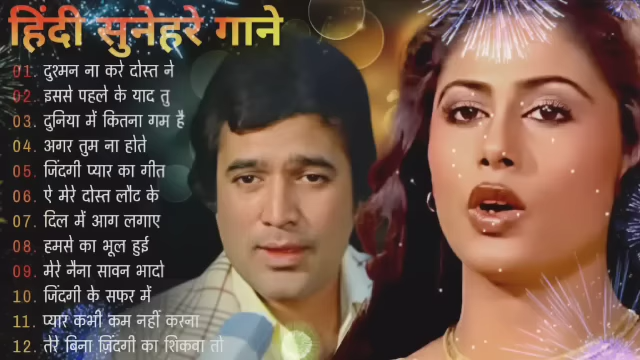 हिंदी सुनेहरे गाने
01. दुश्मन ना करे दोस्त ने
02. इससे पहले के याद तु
03. दुनिया में कितना गम है
04. अगर तुम ना होते
05. जिंदगी प्यार का गीत
06. ऐ मेरे दोस्त लौट के
07. दिल में आग लगाए
08. हमसे का भूल हुई
09. मेरे नैना सावन भादो
10. जिंदगी के सफर में
11. प्यार कभी कम नहीं करना
12. तेरे बिना ज़िंदगी का शिकवा तो